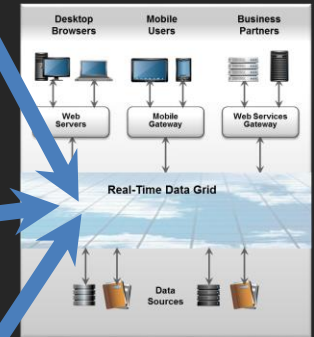 Desktop
Browsers
Mobile
Users
Business
Partners
Web
Servers
Mobile
Gateway
Web Services
Gateway
Real-Time Data Grid
Data
Sources